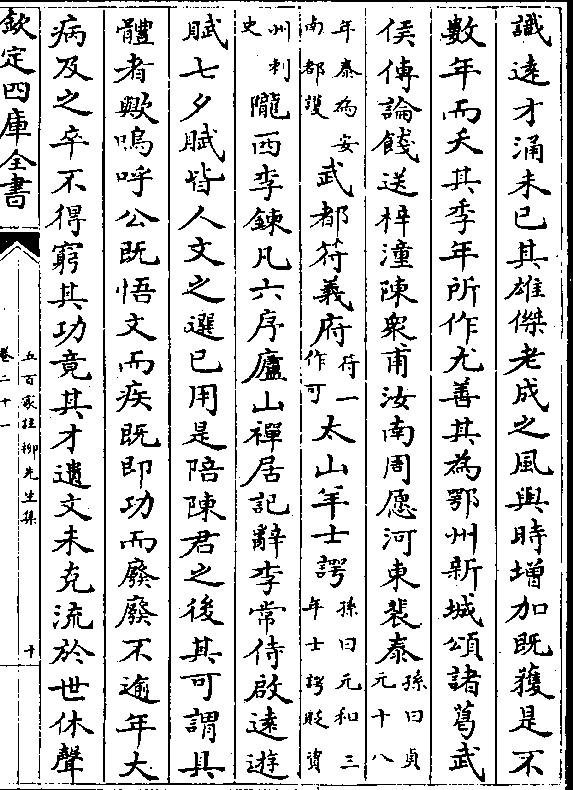 識遠才涌未已其雄傑老成之風與時增加既獲是不
數年而夭其季年所作尤善其為鄂州新城頌諸葛武
侯傳論餞送梓潼陳衆甫汝南周愿河東裴泰孫曰貞元十八
年泰為安南都護武都符義府符一作可太山羊士諤孫曰元和三年士諤貶資
州刺史隴西李鍊凡六序廬山禪居記辭李常侍啟遠遊
賦七夕賦皆人文之選已用是陪陳君之後其可謂具
體者歟嗚呼公既悟文而疾既即功而廢廢不逾年大
病及之卒不得窮其功竟其才遺文未克流於世休聲
欽定四庫全書
五百家註柳先生集
卷二十一
十